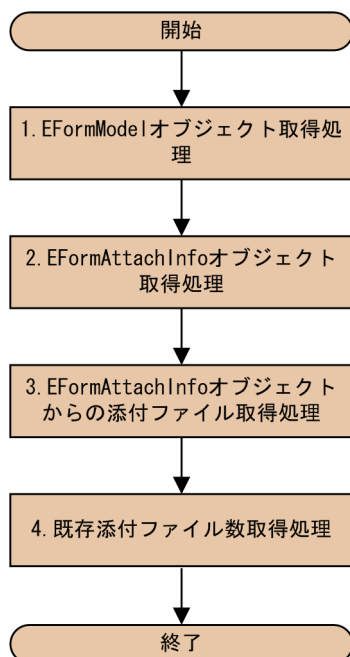 開始
1.EFormModelオブジェクト取得処
理
2.EFormAttachInfoオブジェクト
取得処理
3.EFormAttachInfoオブジェクト
からの添付ファイル取得処理
4.既存添付ファイル数取得処理
終了